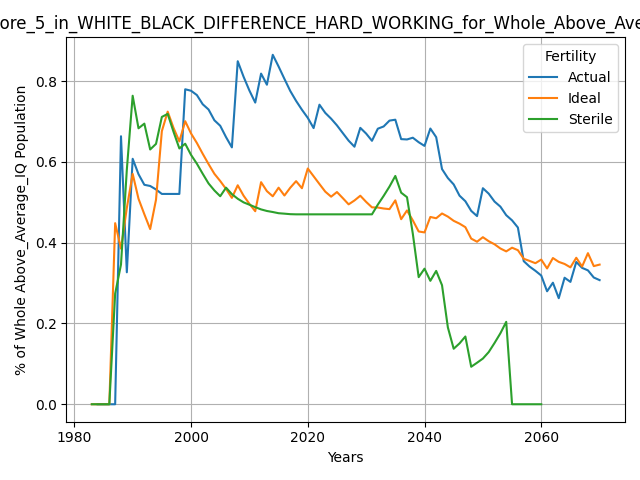 ore_5_in_WHITE_BLACK_DIFFERENCE_HARD_WORKING_for_Whole_Above_Ave
Fertility
Actual
Ideal
Sterile
% of Whole Above_Average_IQ Population
0.8
0.6
0.4
0.2
0.0
1980
2000
2020
2040
2060
Years